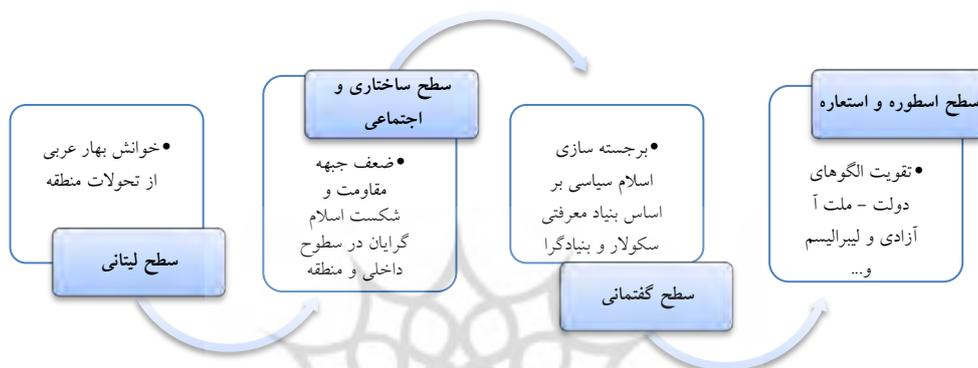 •خوانش بهار عربی
از تحولات منطقه
سطح لیتانی
سطح ساختاری و
اجتماعی
•ضعف جبهه
مقاومت و
شکست اسلام
گرایان در سطوح
داخلی و منطقه
•برجسته سازی
اسلام سیاسی بر
اساس بنیاد معرفتی
سکولار و بنیادگرا
سطح گفتمانی
سطح اسطوره و استعاره
•تقویت الگوهای
دولت - ملت آ
آزادی و لیبرالیسم
و...